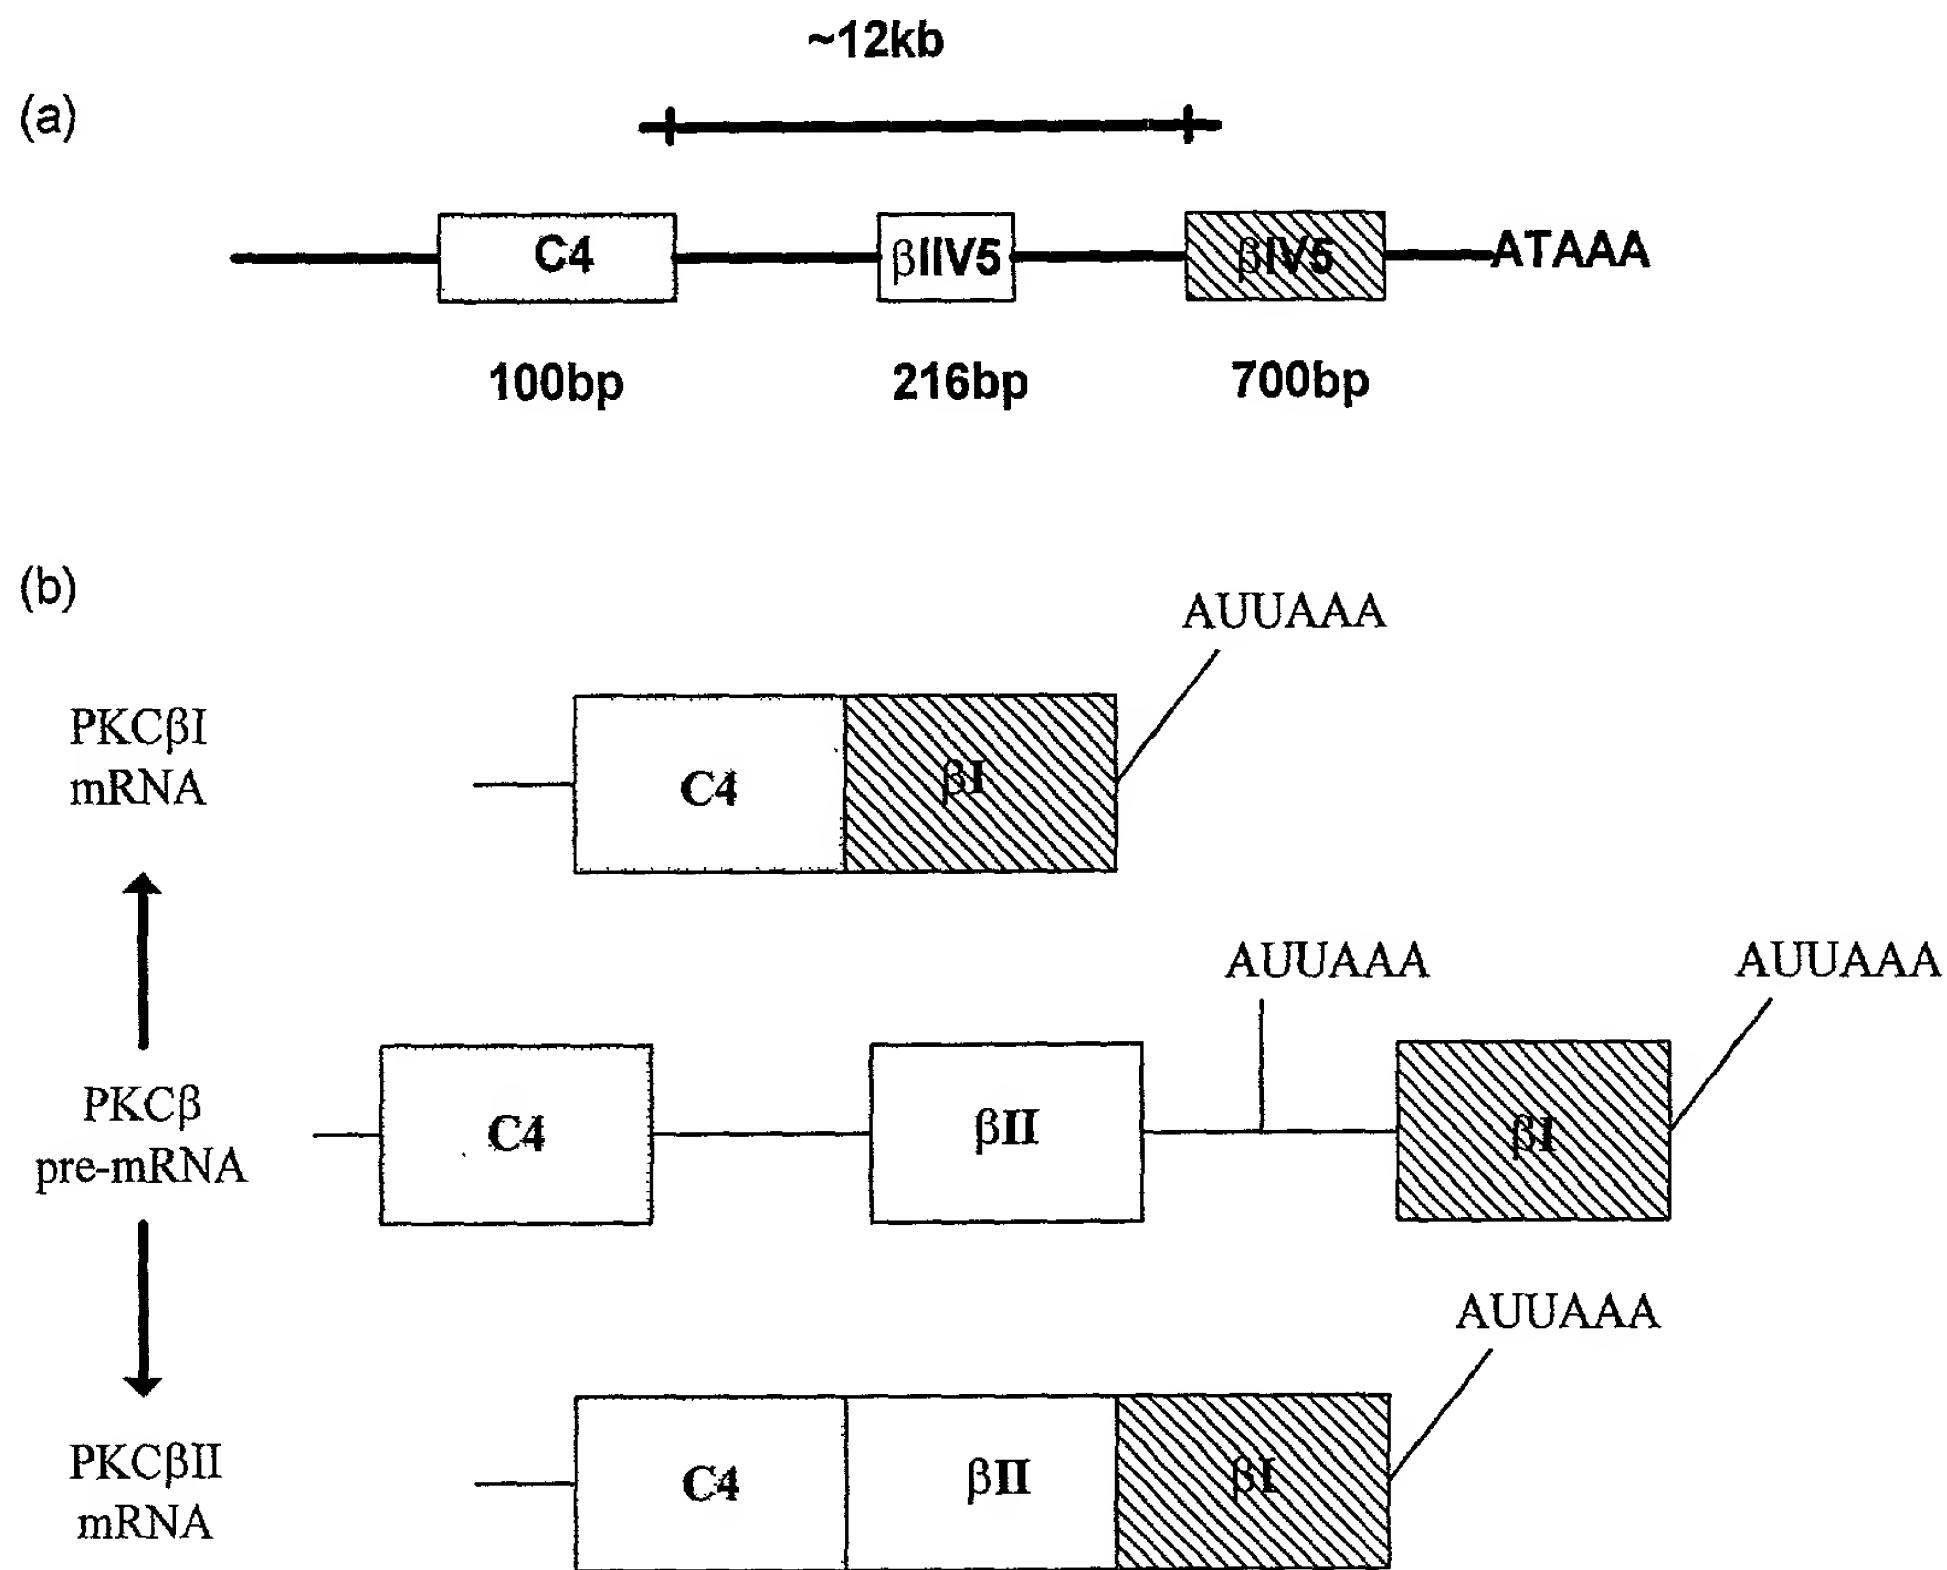 ~12kb
(a)
C4 βIIV5 βIV5 ATAAA
100bp 216bp 700bp
(b)
AUUAAA
PKCβI
mRNA
C4 βI
AUUAAA AUUAAA
PKCβ
pre-mRNA
C4 βII βI
AUUAAA
PKCβII
mRNA
C4 βII βI